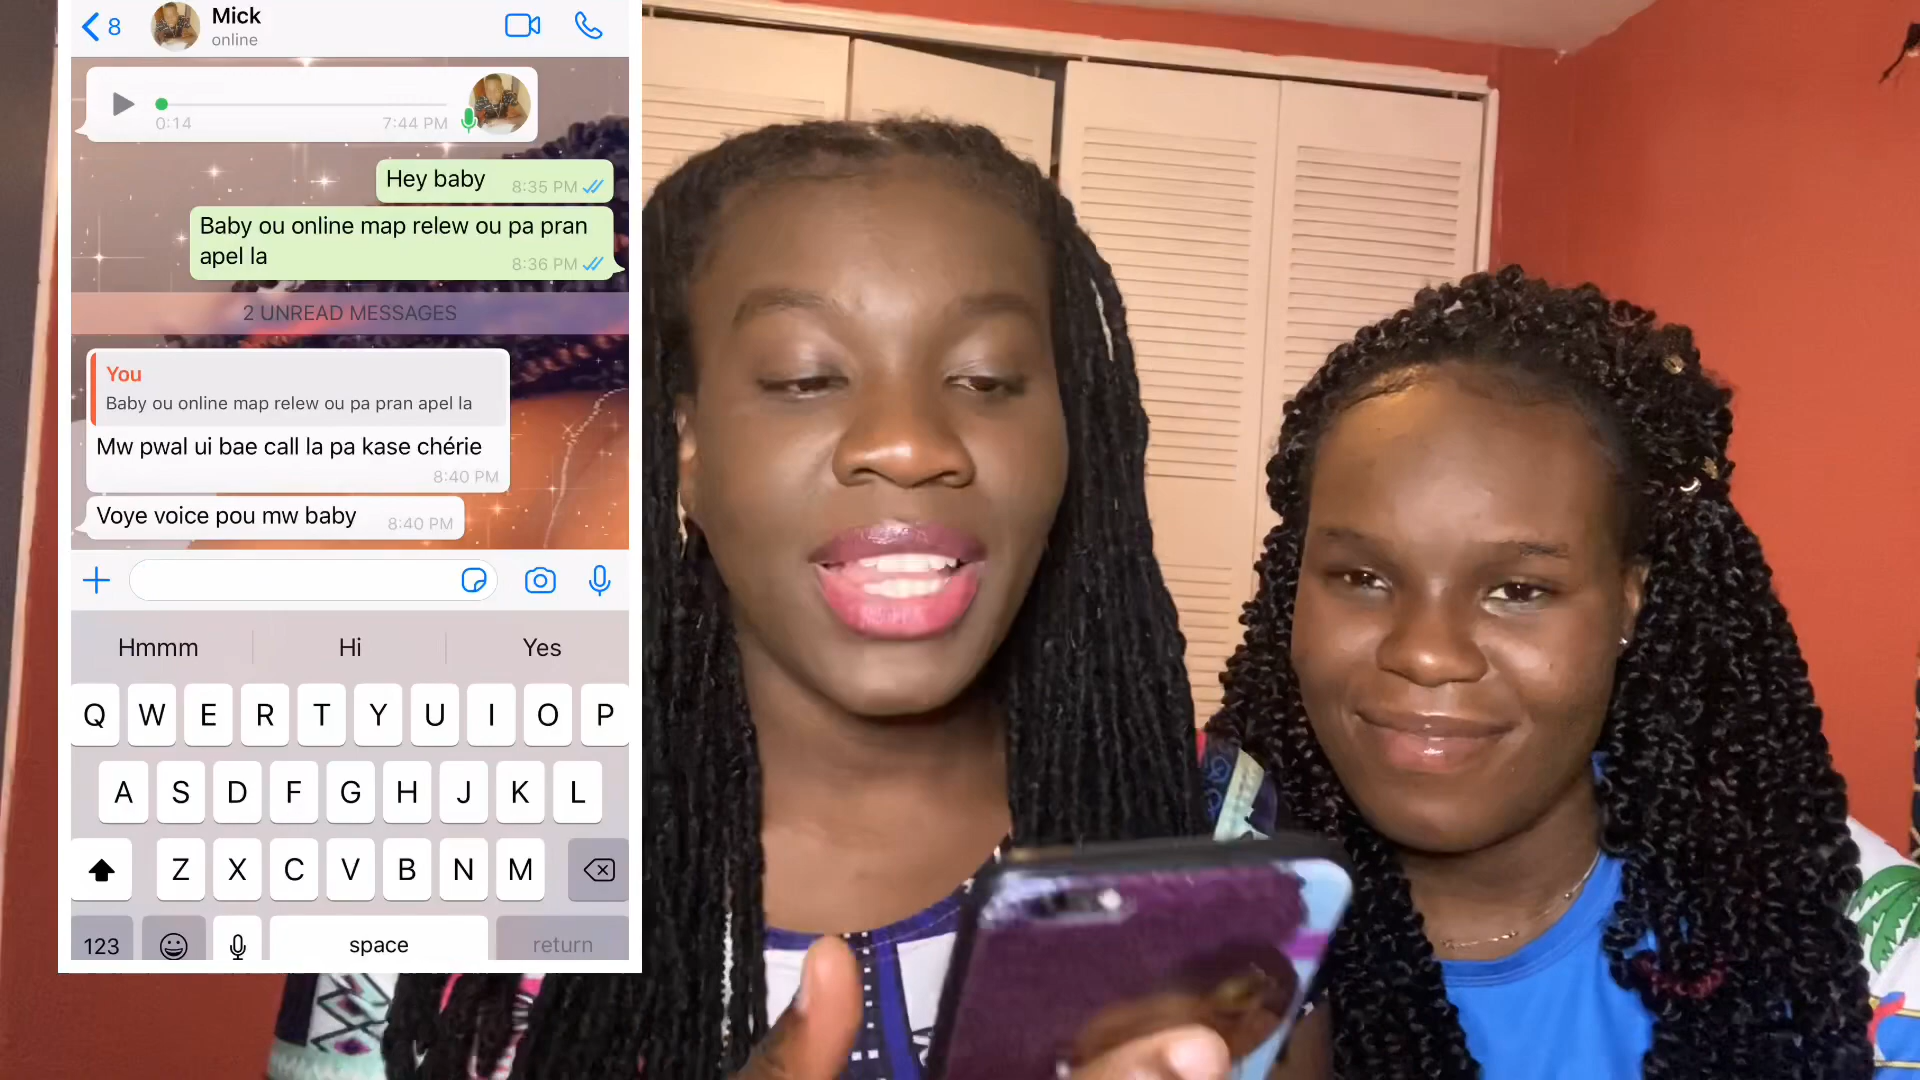 8
Mick
online
0:14
7:44 PM
Hey baby
8:35 PM
Baby ou online map relew ou pa pran
apel la
8:36 PM
2 UNREAD MESSAGES
You
Baby ou online map relew ou pa pran apel la
Mw pwal ui bae call la pa kase chérie
8:40 PM
Voye voice pou mw baby
8:40 PM
Hmmm Hi Yes
Q W E R T Y U I O P
A S D F G H J K L
Z X C V B N M
123 space return